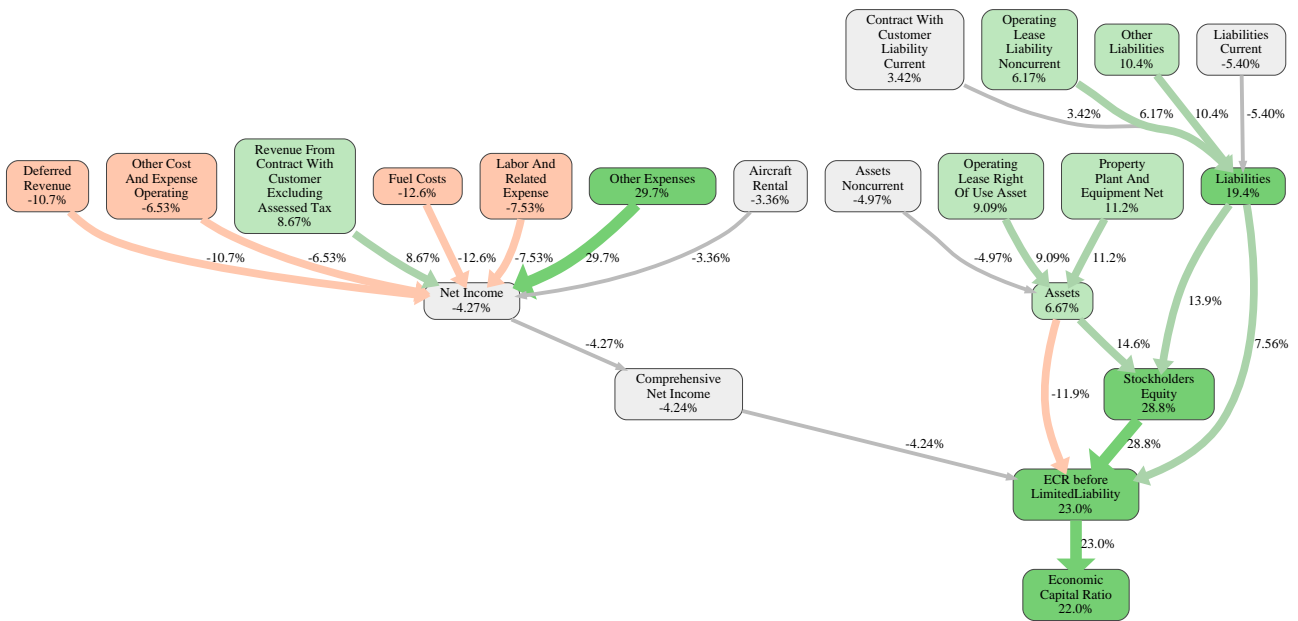 Contract With
Customer
Liability
Current
3.42%
Operating
Lease
Liability
Noncurrent
6.17%
Other
Liabilities
10.4%
Liabilities
Current
-5.40%
3.42%
6.17%
10.4%
-5.40%
Deferred
Revenue
-10.7%
Other Cost
And Expense
Operating
-6.53%
Revenue From
Contract With
Customer
Excluding
Assessed Tax
8.67%
Fuel Costs
-12.6%
Labor And
Related
Expense
-7.53%
Other Expenses
29.7%
Aircraft
Rental
-3.36%
Assets
Noncurrent
-4.97%
Operating
Lease Right
Of Use Asset
9.09%
Property
Plant And
Equipment Net
11.2%
Liabilities
19.4%
-10.7%
-6.53%
8.67%
-12.6%
-7.53%
29.7%
-3.36%
-4.97%
9.09%
11.2%
Net Income
-4.27%
Assets
6.67%
13.9%
-4.27%
14.6%
7.56%
Comprehensive
Net Income
-4.24%
-11.9%
Stockholders
Equity
28.8%
-4.24%
28.8%
ECR before
LimitedLiability
23.0%
23.0%
Economic
Capital Ratio
22.0%